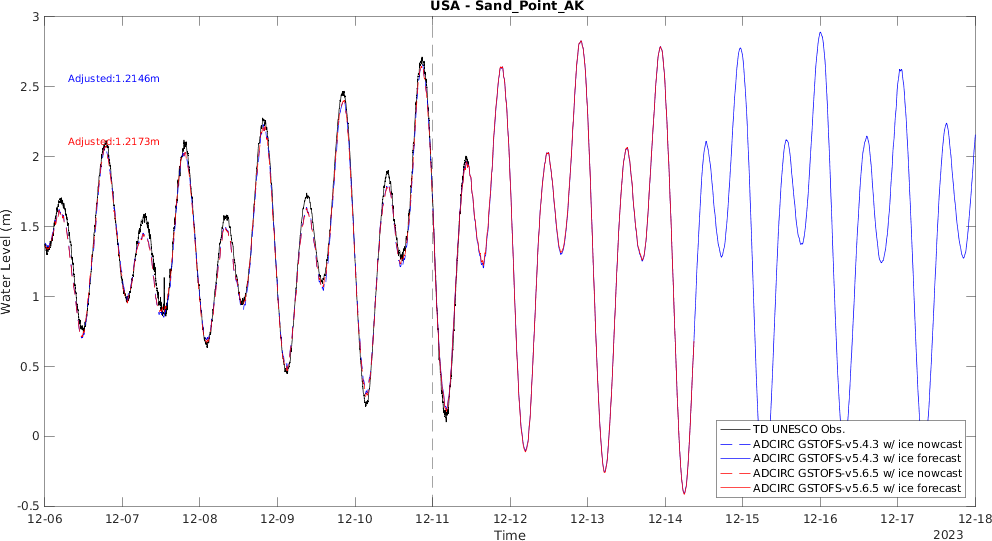 USA - Sand_Point_AK
Adjusted:1.2146m
Adjusted:1.2173m
Water Level (m)
3
2.5
2
1.5
1
0.5
0
-0.5
TD UNESCO Obs.
ADCIRC GSTOFS-v5.4.3 w/ ice nowcast
ADCIRC GSTOFS-v5.4.3 w/ ice forecast
ADCIRC GSTOFS-v5.6.5 w/ ice nowcast
ADCIRC GSTOFS-v5.6.5 w/ ice forecast
12-06 12-07 12-08 12-09 12-10 12-11 12-12 12-13 12-14 12-15 12-16 12-17 12-18
Time
2023